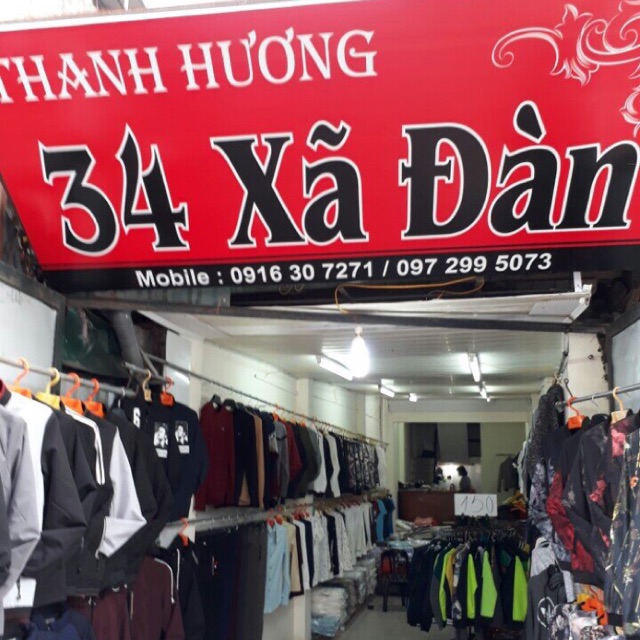 THANH HƯƠNG
34 Xã Đàn
Mobile : 0916 30 7271 / 097 299 5073
150